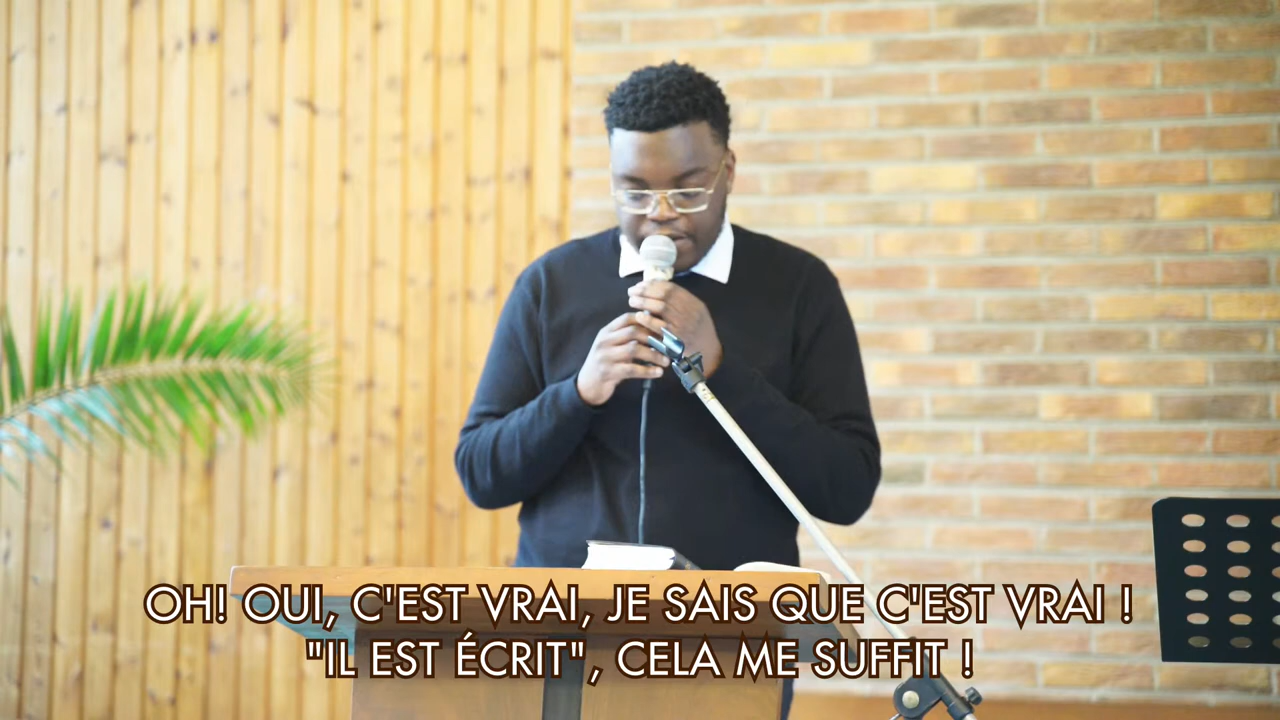 OH! OUI, C'EST VRAI, JE SAIS QUE C'EST VRAI !
"IL EST ÉCRIT", CELA ME SUFFIT !